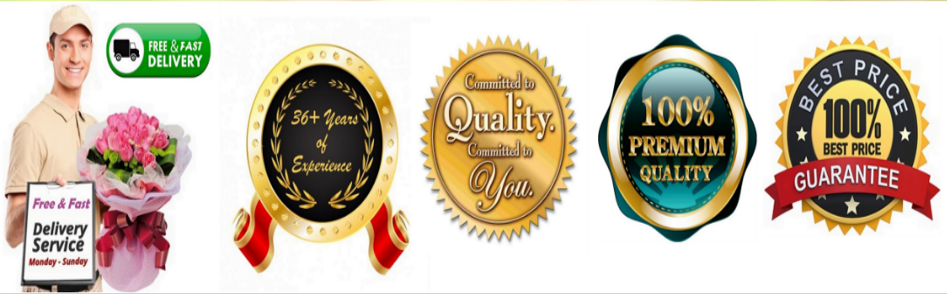 FREE & FAST
DELIVERY
Free & Fast
Delivery
Service
Monday - Sunday
36+ Years
of
Experience
Committed to
Quality.
Committed to
You.
100%
PREMIUM
QUALITY
BEST PRICE
100%
BEST PRICE
GUARANTEE